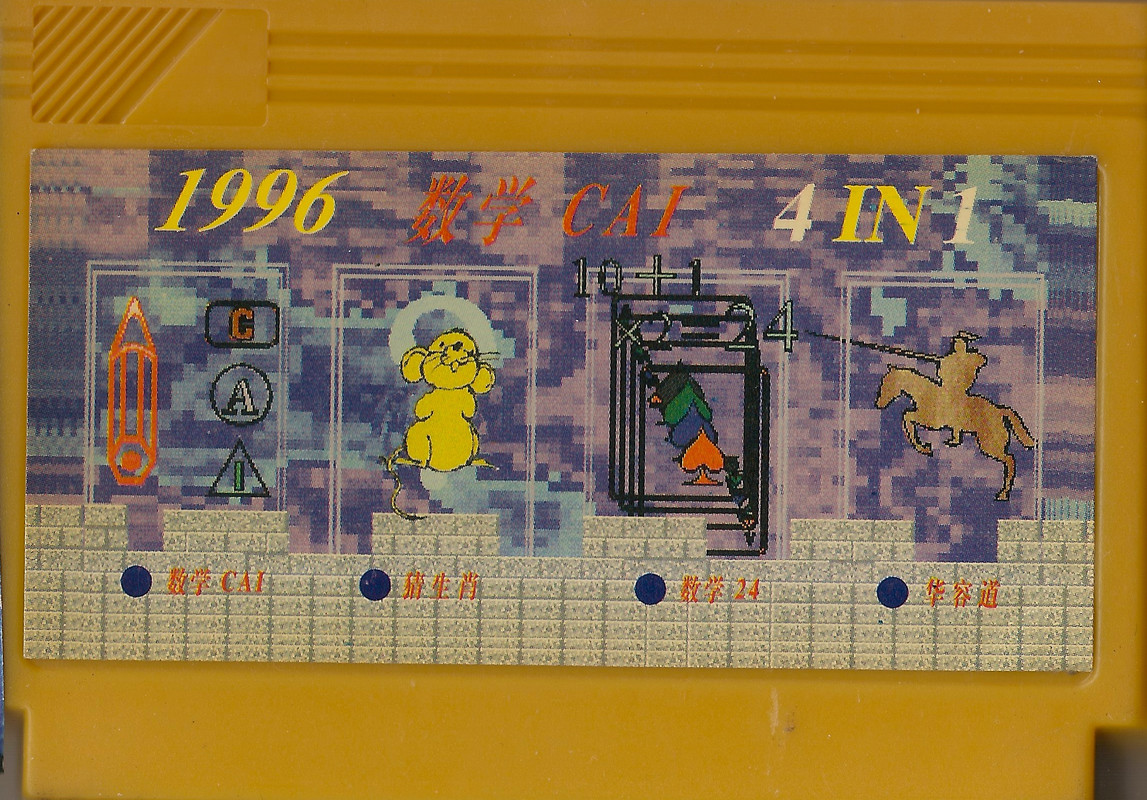 1996 数学 CAI 4 IN 1
C
A
I
10+1
×2=24
数学 CAI 猜生肖 数学 24 华容道